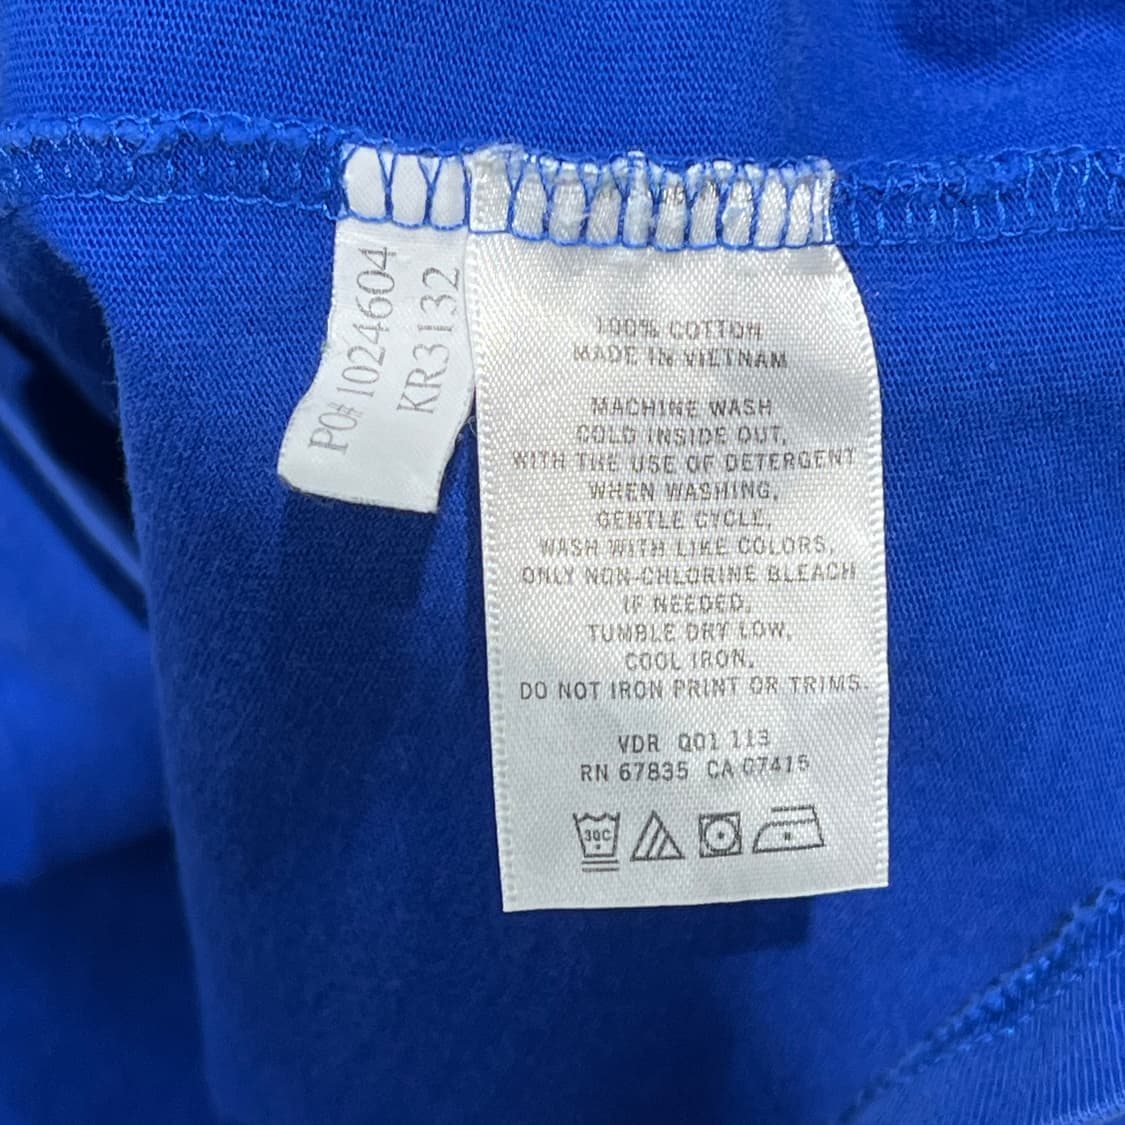 PO# 1024604
KR3132
100% COTTON
MADE IN VIETNAM
MACHINE WASH
COLD INSIDE OUT,
WITH THE USE OF DETERGENT
WHEN WASHING,
GENTLE CYCLE,
WASH WITH LIKE COLORS,
ONLY NON-CHLORINE BLEACH
IF NEEDED,
TUMBLE DRY LOW,
COOL IRON,
DO NOT IRON PRINT OR TRIMS.
VDR Q01 113
RN 67835 CA 07415
30C